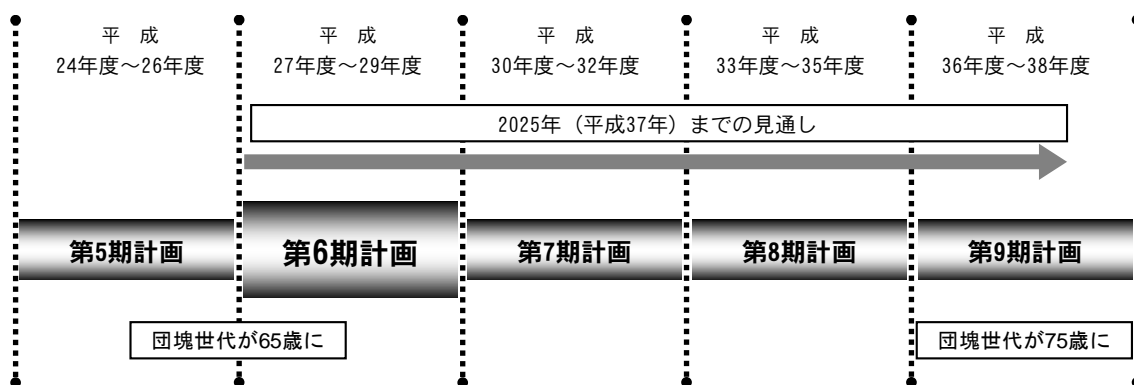 平 成
24年度～26年度
平 成
27年度～29年度
平 成
30年度～32年度
平 成
33年度～35年度
平 成
36年度～38年度
2025年（平成37年）までの見通し
第5期計画
第6期計画
第7期計画
第8期計画
第9期計画
団塊世代が65歳に
団塊世代が75歳に